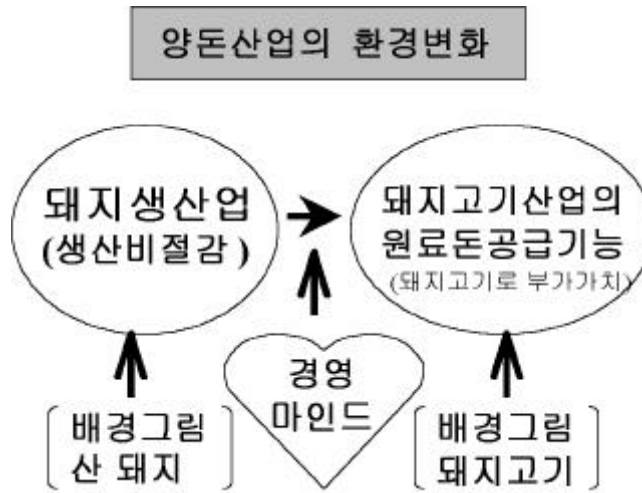 양돈산업의 환경변화
돼지생산업
(생산비절감 )
돼지고기산업의
원료돈공급기능
(돼지고기로 부가가치)
경영
마인드
배경그림
산 돼지
배경그림
돼지고기